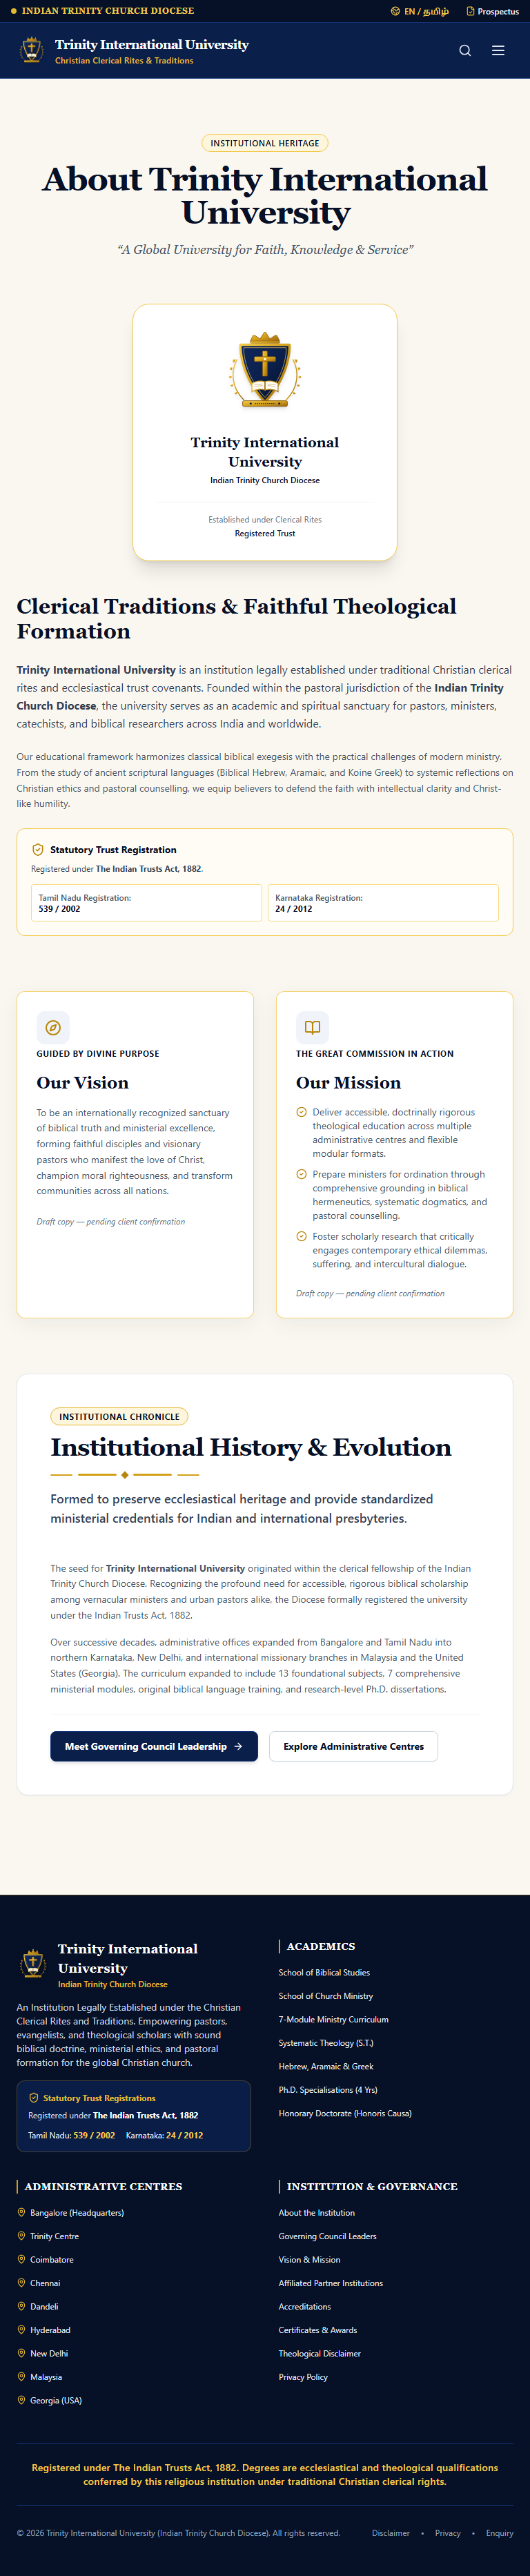 INDIAN TRINITY CHURCH DIOCESE
EN / தமிழ்
Prospectus
Trinity International University
Christian Clerical Rites & Traditions
INSTITUTIONAL HERITAGE
About Trinity International
University
“A Global University for Faith, Knowledge & Service”
Trinity International
University
Indian Trinity Church Diocese
Established under Clerical Rites
Registered Trust
Clerical Traditions & Faithful Theological
Formation
Trinity International University is an institution legally established under traditional Christian clerical
rites and ecclesiastical trust covenants. Founded within the pastoral jurisdiction of the Indian Trinity
Church Diocese, the university serves as an academic and spiritual sanctuary for pastors, ministers,
catechists, and biblical researchers across India and worldwide.
Our educational framework harmonizes classical biblical exegesis with the practical challenges of modern ministry.
From the study of ancient scriptural languages (Biblical Hebrew, Aramaic, and Koine Greek) to systemic reflections on
Christian ethics and pastoral counselling, we equip believers to defend the faith with intellectual clarity and Christ-
like humility.
Statutory Trust Registration
Registered under The Indian Trusts Act, 1882.
Tamil Nadu Registration:
539 / 2002
Karnataka Registration:
24 / 2012
GUIDED BY DIVINE PURPOSE
Our Vision
To be an internationally recognized sanctuary
of biblical truth and ministerial excellence,
forming faithful disciples and visionary
pastors who manifest the love of Christ,
champion moral righteousness, and transform
communities across all nations.
Draft copy — pending client confirmation
THE GREAT COMMISSION IN ACTION
Our Mission
Deliver accessible, doctrinally rigorous
theological education across multiple
administrative centres and flexible
modular formats.
Prepare ministers for ordination through
comprehensive grounding in biblical
hermeneutics, systematic dogmatics, and
pastoral counselling.
Foster scholarly research that critically
engages contemporary ethical dilemmas,
suffering, and intercultural dialogue.
Draft copy — pending client confirmation
INSTITUTIONAL CHRONICLE
Institutional History & Evolution
Formed to preserve ecclesiastical heritage and provide standardized
ministerial credentials for Indian and international presbyteries.
The seed for Trinity International University originated within the clerical fellowship of the Indian
Trinity Church Diocese. Recognizing the profound need for accessible, rigorous biblical scholarship
among vernacular ministers and urban pastors alike, the Diocese formally registered the university
under the Indian Trusts Act, 1882.
Over successive decades, administrative offices expanded from Bangalore and Tamil Nadu into
northern Karnataka, New Delhi, and international missionary branches in Malaysia and the United
States (Georgia). The curriculum expanded to include 13 foundational subjects, 7 comprehensive
ministerial modules, original biblical language training, and research-level Ph.D. dissertations.
Meet Governing Council Leadership
Explore Administrative Centres
Trinity International
University
Indian Trinity Church Diocese
An Institution Legally Established under the Christian
Clerical Rites and Traditions. Empowering pastors,
evangelists, and theological scholars with sound
biblical doctrine, ministerial ethics, and pastoral
formation for the global Christian church.
Statutory Trust Registrations
Registered under The Indian Trusts Act, 1882
Tamil Nadu: 539 / 2002 Karnataka: 24 / 2012
ACADEMICS
School of Biblical Studies
School of Church Ministry
7-Module Ministry Curriculum
Systematic Theology (S.T.)
Hebrew, Aramaic & Greek
Ph.D. Specialisations (4 Yrs)
Honorary Doctorate (Honoris Causa)
ADMINISTRATIVE CENTRES
Bangalore (Headquarters)
Trinity Centre
Coimbatore
Chennai
Dandeli
Hyderabad
New Delhi
Malaysia
Georgia (USA)
INSTITUTION & GOVERNANCE
About the Institution
Governing Council Leaders
Vision & Mission
Affiliated Partner Institutions
Accreditations
Certificates & Awards
Theological Disclaimer
Privacy Policy
Registered under The Indian Trusts Act, 1882. Degrees are ecclesiastical and theological qualifications
conferred by this religious institution under traditional Christian clerical rights.
© 2026 Trinity International University (Indian Trinity Church Diocese). All rights reserved.
Disclaimer • Privacy • Enquiry